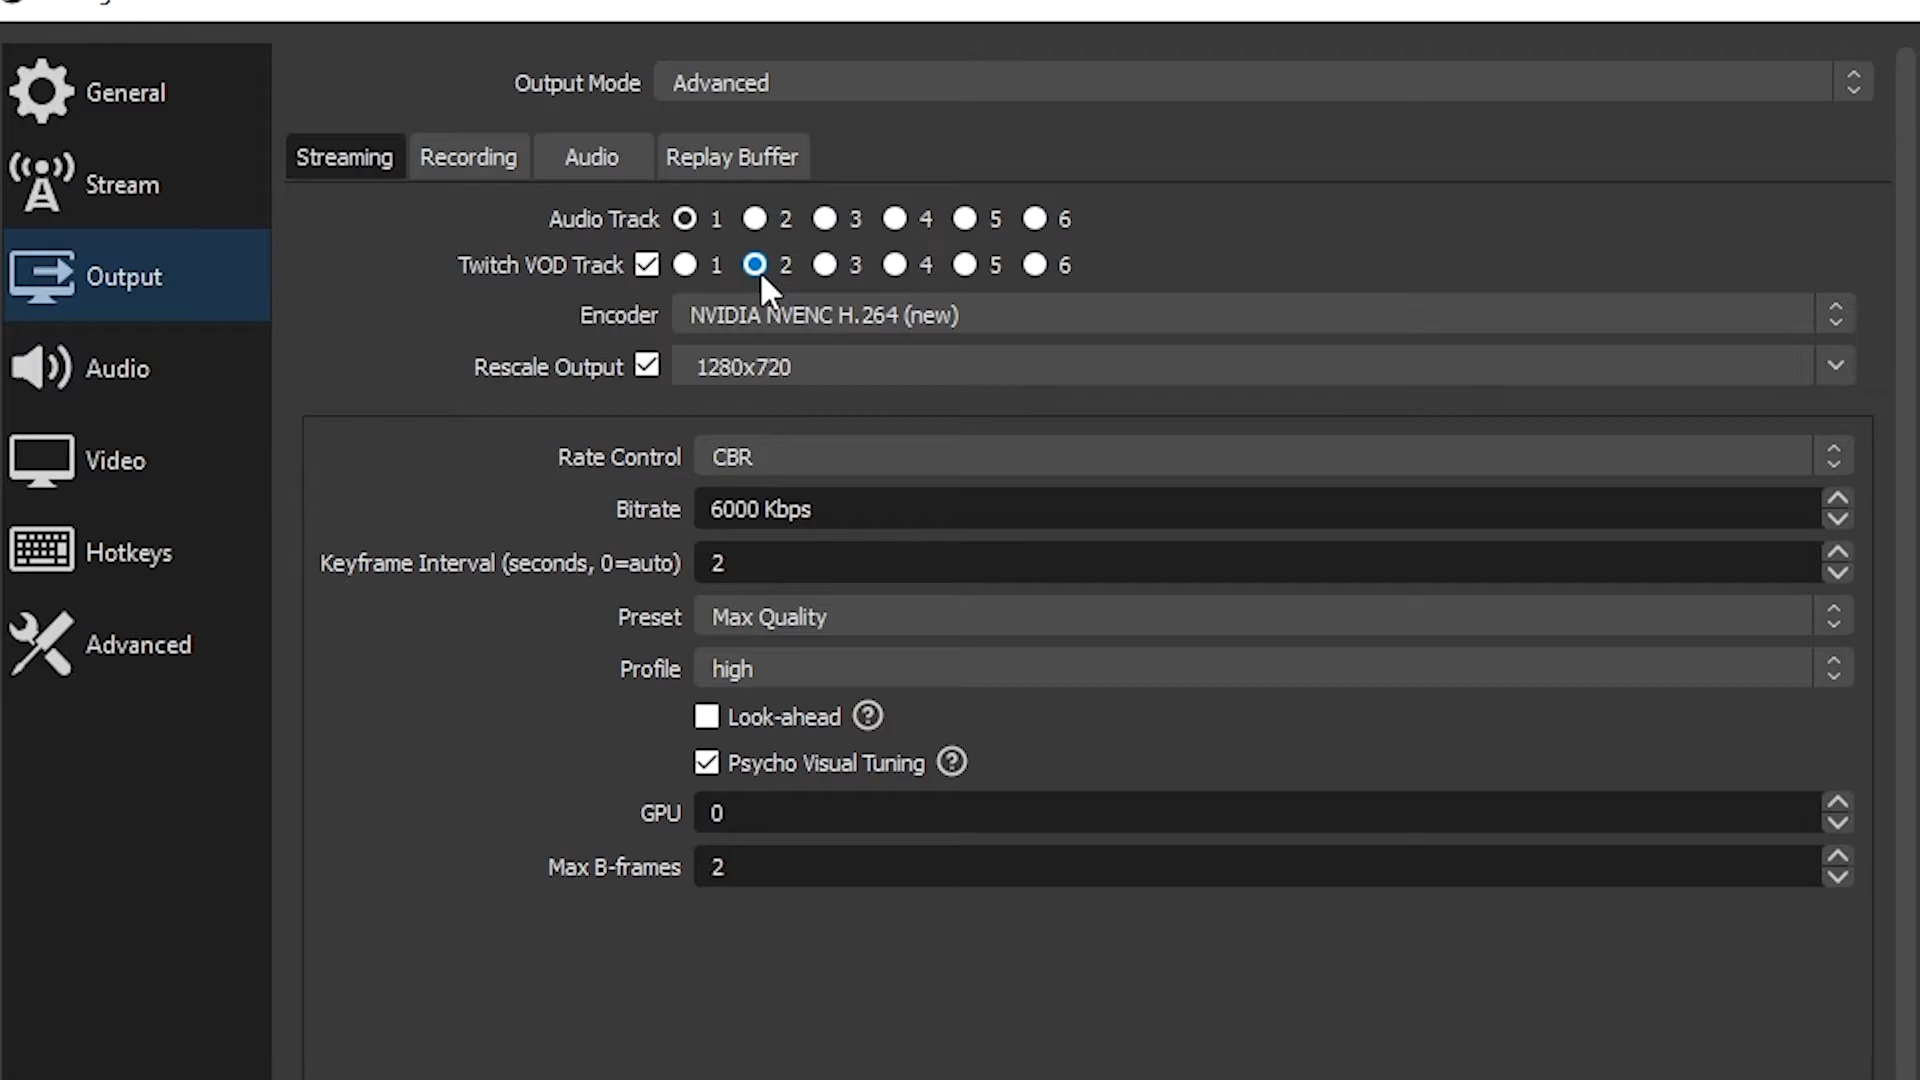 General
Stream
Output
Audio
Video
Hotkeys
Advanced
Output Mode Advanced
Streaming Recording Audio Replay Buffer
Audio Track 1 2 3 4 5 6
Twitch VOD Track 1 2 3 4 5 6
Encoder NVIDIA NVENC H.264 (new)
Rescale Output 1280x720
Rate Control CBR
Bitrate 6000 Kbps
Keyframe Interval (seconds, 0=auto) 2
Preset Max Quality
Profile high
Look-ahead ?
Psycho Visual Tuning ?
GPU 0
Max B-frames 2